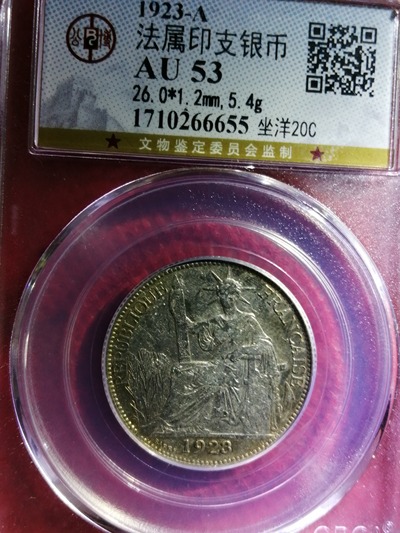 1923-A
法属印支银币
AU 53
26.0*1.2mm,5.4g
1710266655 坐洋20C
★ 文物鉴定委员会监制 ★
REPUBLIQUE FRANCAISE
1923